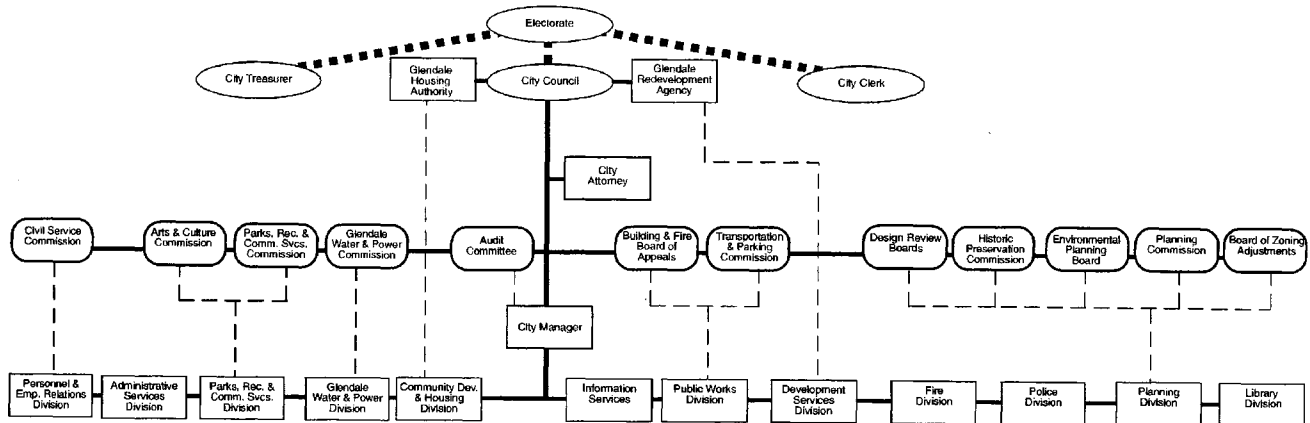 Electorate
City Treasurer
Glendale
Housing
Authority
City Council
Glendale
Redevelopment
Agency
City Clerk
City
Attorney
Civil Service
Commission
Arts & Culture
Commission
Parks, Rec. &
Comm. Svcs.
Commission
Glendale
Water & Power
Commission
Audit
Committee
Building & Fire
Board of
Appeals
Transportation
& Parking
Commission
Design Review
Boards
Historic
Preservation
Commission
Environmental
Planning
Board
Planning
Commission
Board of Zoning
Adjustments
City Manager
Personnel &
Emp. Relations
Division
Administrative
Services
Division
Parks, Rec. &
Comm. Svcs.
Division
Glendale
Water & Power
Division
Community Dev.
& Housing
Division
Information
Services
Public Works
Division
Development
Services
Division
Fire
Division
Police
Division
Planning
Division
Library
Division